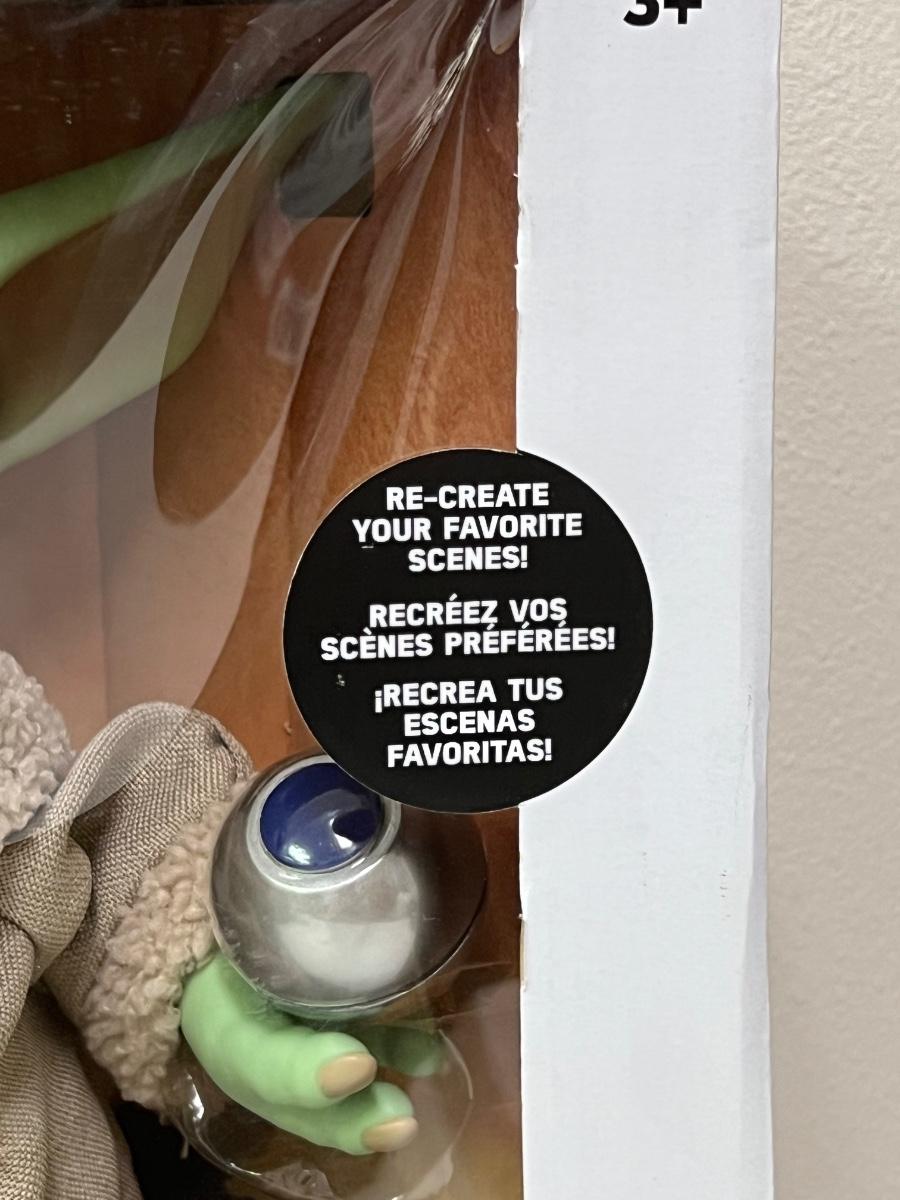 3+
RE-CREATE
YOUR FAVORITE
SCENES!
RECRÉEZ VOS
SCÈNES PRÉFÉRÉES!
¡RECREA TUS
ESCENAS
FAVORITAS!